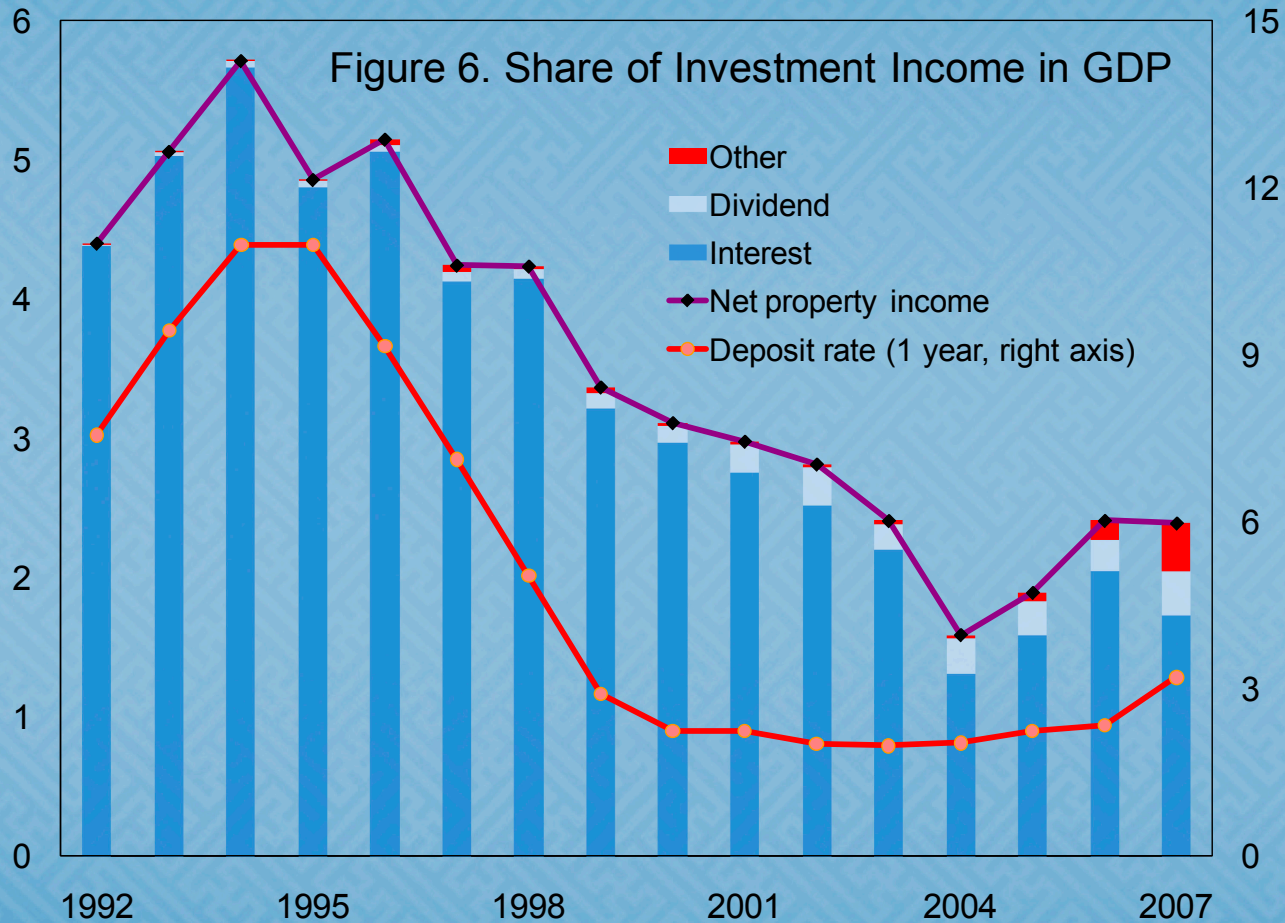 Figure 6. Share of Investment Income in GDP
Other
Dividend
Interest
Net property income
Deposit rate (1 year, right axis)
6
5
4
3
2
1
0
15
12
9
6
3
0
1992 1995 1998 2001 2004 2007